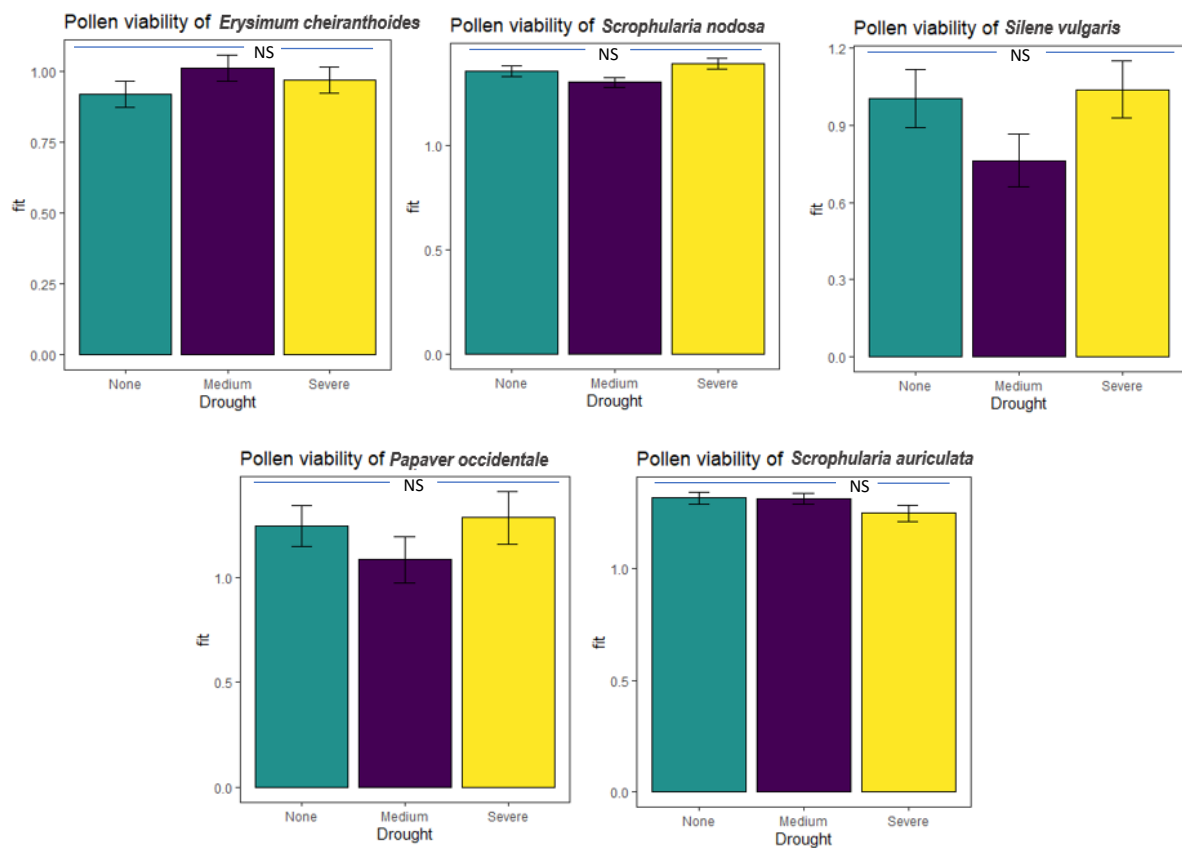 Pollen viability of Erysimum cheiranthoides
NS
1.00
0.75
0.50
0.25
0.00
fit
None Medium Severe
Drought
Pollen viability of Scrophularia nodosa
NS
1.0
0.5
0.0
fit
None Medium Severe
Drought
Pollen viability of Silene vulgaris
NS
1.2
0.9
0.6
0.3
0.0
fit
None Medium Severe
Drought
Pollen viability of Papaver occidentale
NS
1.0
0.5
0.0
fit
None Medium Severe
Drought
Pollen viability of Scrophularia auriculata
NS
1.0
0.5
0.0
fit
None Medium Severe
Drought